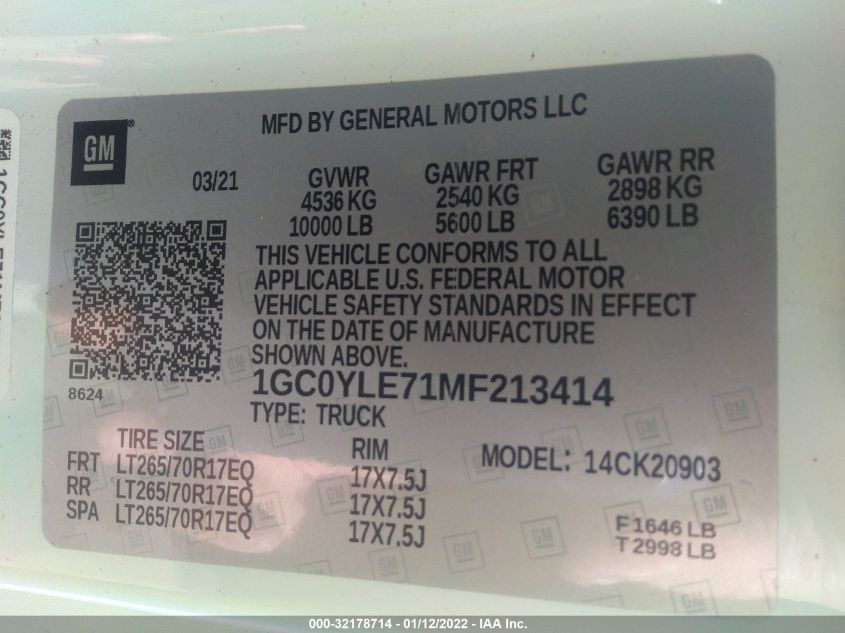 GM®
MFD BY GENERAL MOTORS LLC
03/21
GVWR GAWR FRT GAWR RR
4536 KG 2540 KG 2898 KG
10000 LB 5600 LB 6390 LB
THIS VEHICLE CONFORMS TO ALL
APPLICABLE U.S. FEDERAL MOTOR
VEHICLE SAFETY STANDARDS IN EFFECT
ON THE DATE OF MANUFACTURE
SHOWN ABOVE.
8624
1GC0YLE71MF213414
TYPE: TRUCK
TIRE SIZE RIM MODEL: 14CK20903
FRT LT265/70R17EQ 17X7.5J
RR LT265/70R17EQ 17X7.5J
SPA LT265/70R17EQ 17X7.5J
F1646 LB
T2998 LB
000-32178714 - 01/12/2022 - IAA Inc.